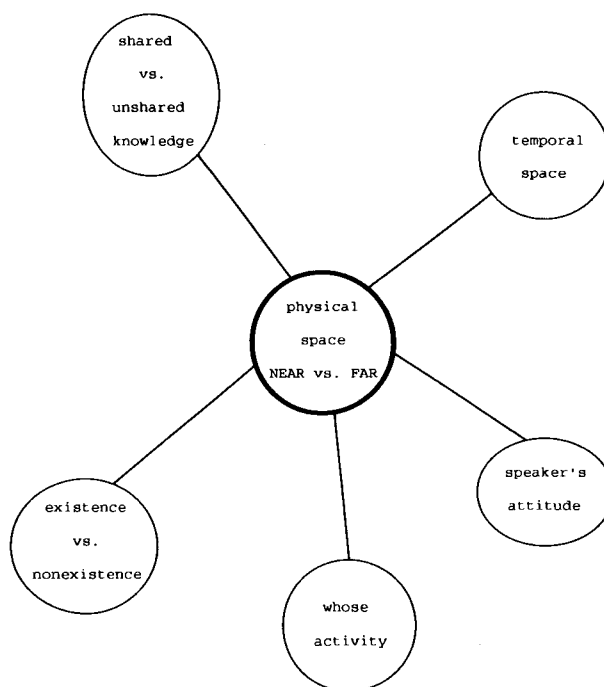 shared
vs.
unshared
knowledge
temporal
space
physical
space
NEAR vs. FAR
speaker's
attitude
existence
vs.
nonexistence
whose
activity